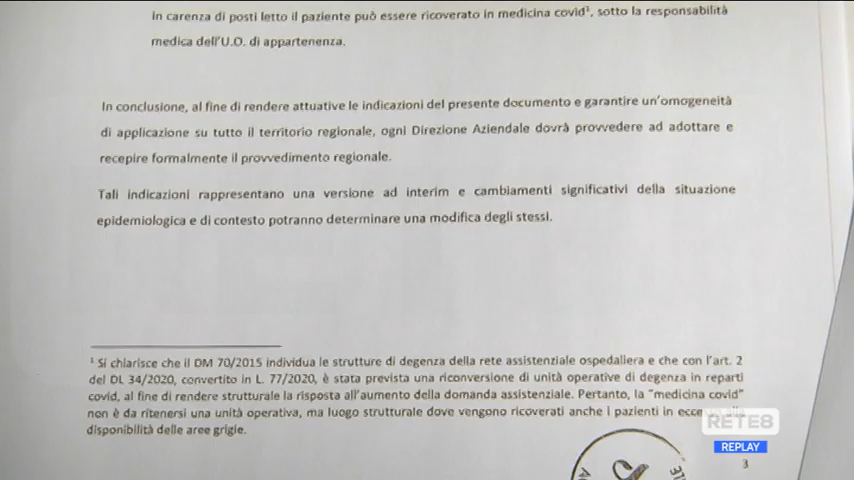 In carenza di posti letto il paziente può essere ricoverato in medicina covid¹, sotto la responsabilità
medica dell'U.O. di appartenenza.
In conclusione, al fine di rendere attuative le indicazioni del presente documento e garantire un'omogeneità
di applicazione su tutto il territorio regionale, ogni Direzione Aziendale dovrà provvedere ad adottare e
recepire formalmente il provvedimento regionale.
Tali indicazioni rappresentano una versione ad interim e cambiamenti significativi della situazione
epidemiologica e di contesto potranno determinare una modifica degli stessi.
¹ Si chiarisce che il DM 70/2015 individua le strutture di degenza della rete assistenziale ospedaliera e che con l'art. 2
del DL 34/2020, convertito in L. 77/2020, è stata prevista una riconversione di unità operative di degenza in reparti
covid, al fine di rendere strutturale la risposta all'aumento della domanda assistenziale. Pertanto, la "medicina covid"
non è da ritenersi una unità operativa, ma luogo strutturale dove vengono ricoverati anche i pazienti in
disponibilità delle aree grigie.
RETE8
REPLAY
3